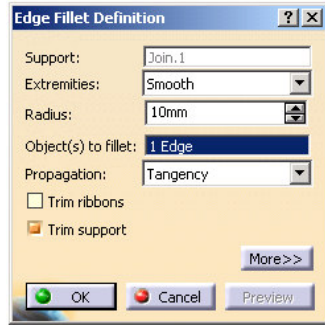 Edge Fillet Definition ? X
Support: Join.1
Extremities: Smooth
Radius: 10mm
Object(s) to fillet: 1 Edge
Propagation: Tangency
Trim ribbons
Trim support
More>>
OK Cancel Preview